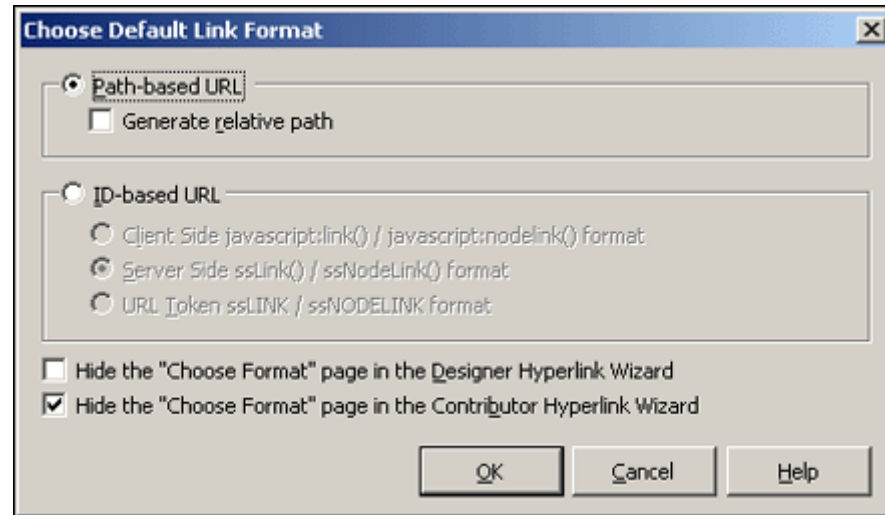 Choose Default Link Format
Path-based URL
Generate relative path
ID-based URL
Client Side javascript:link() / javascript:nodelink() format
Server Side ssLink() / ssNodeLink() format
URL Token ssLINK / ssNODELINK format
Hide the "Choose Format" page in the Designer Hyperlink Wizard
Hide the "Choose Format" page in the Contributor Hyperlink Wizard
OK Cancel Help